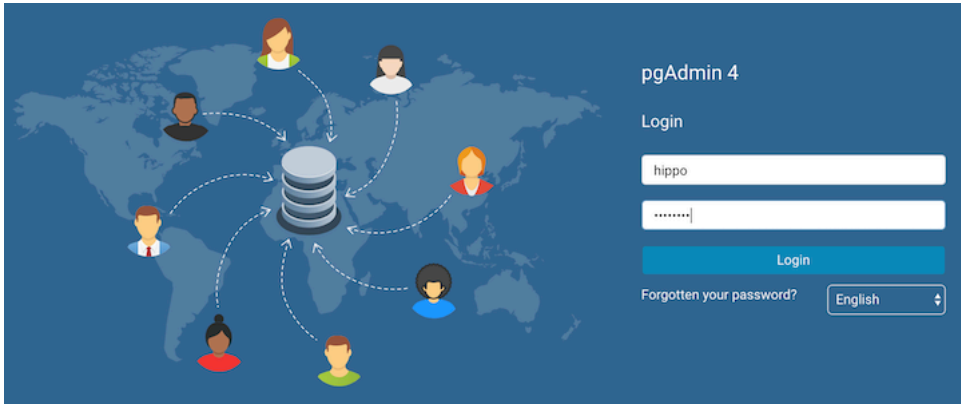 pgAdmin 4
Login
hippo
••••••••
Login
Forgotten your password?
English